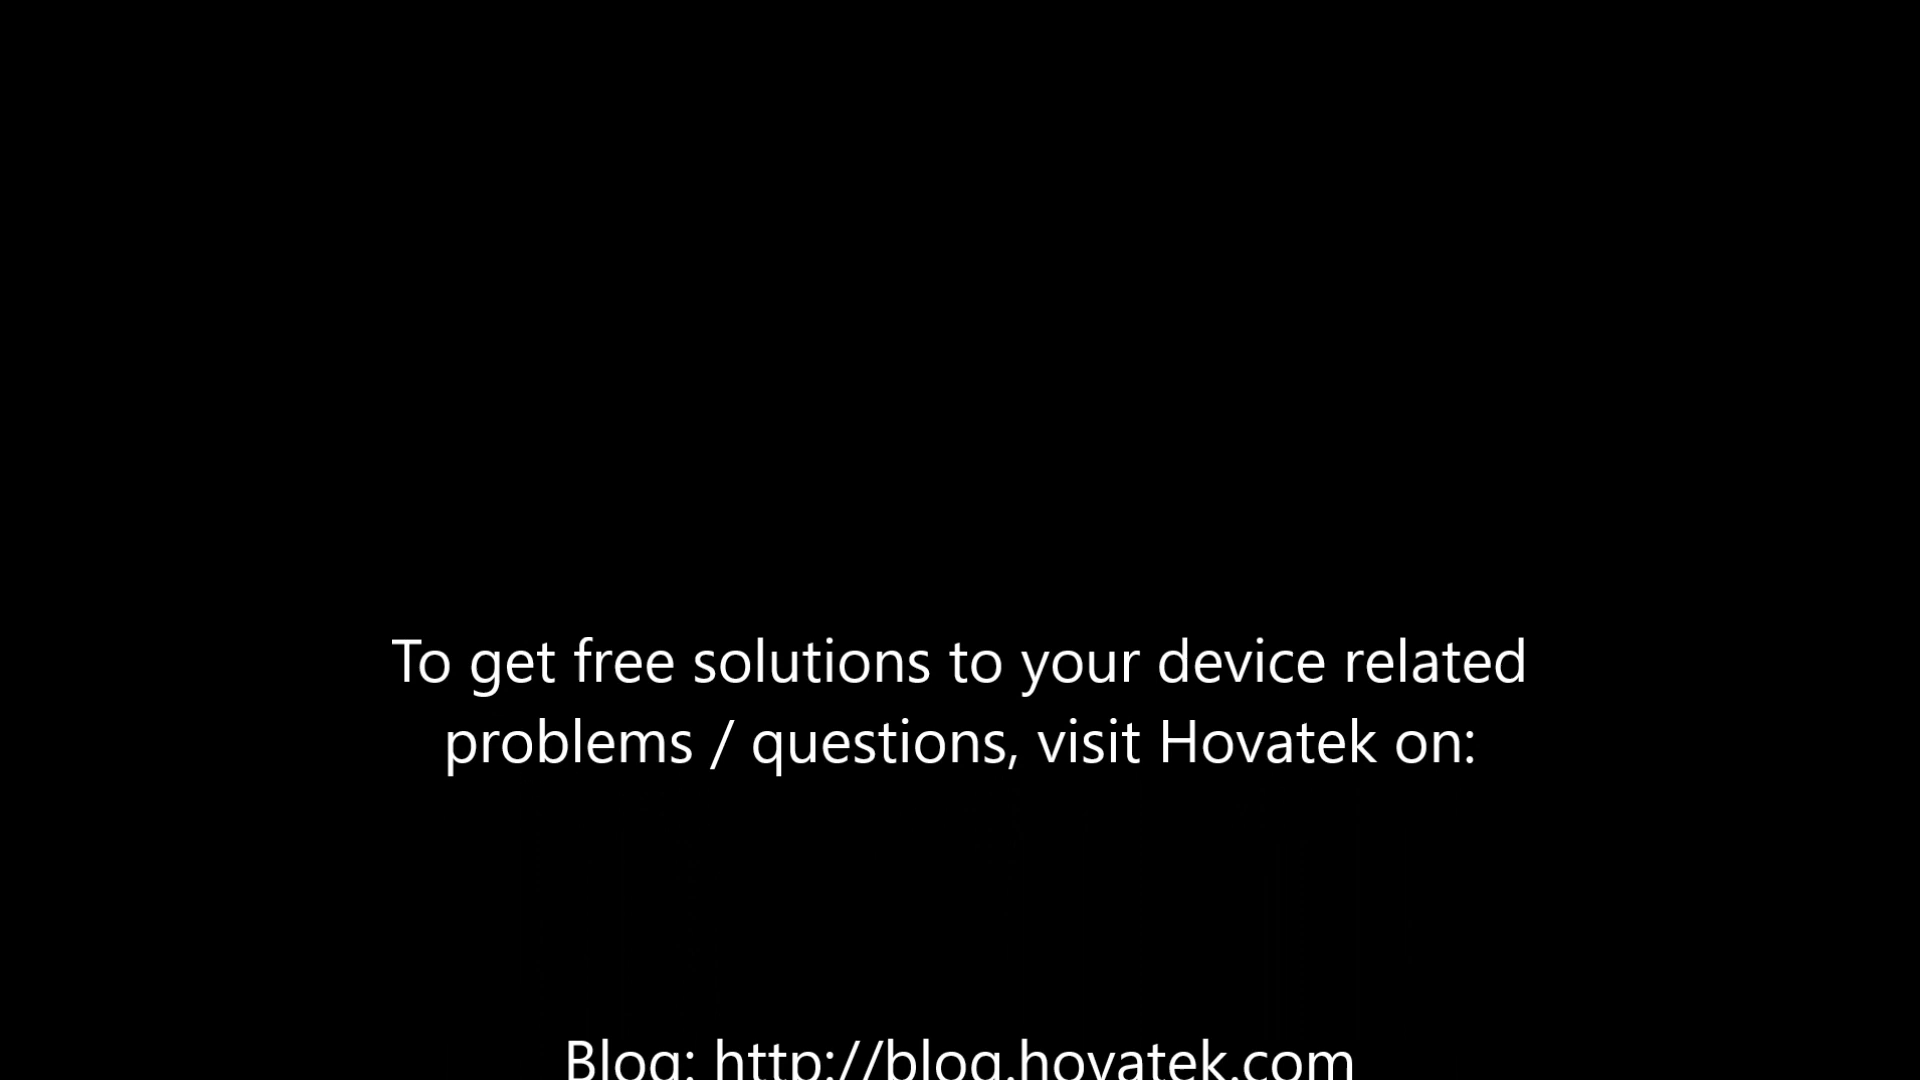 To get free solutions to your device related
problems / questions, visit Hovatek on:
Blog: http://blog.hovatek.com